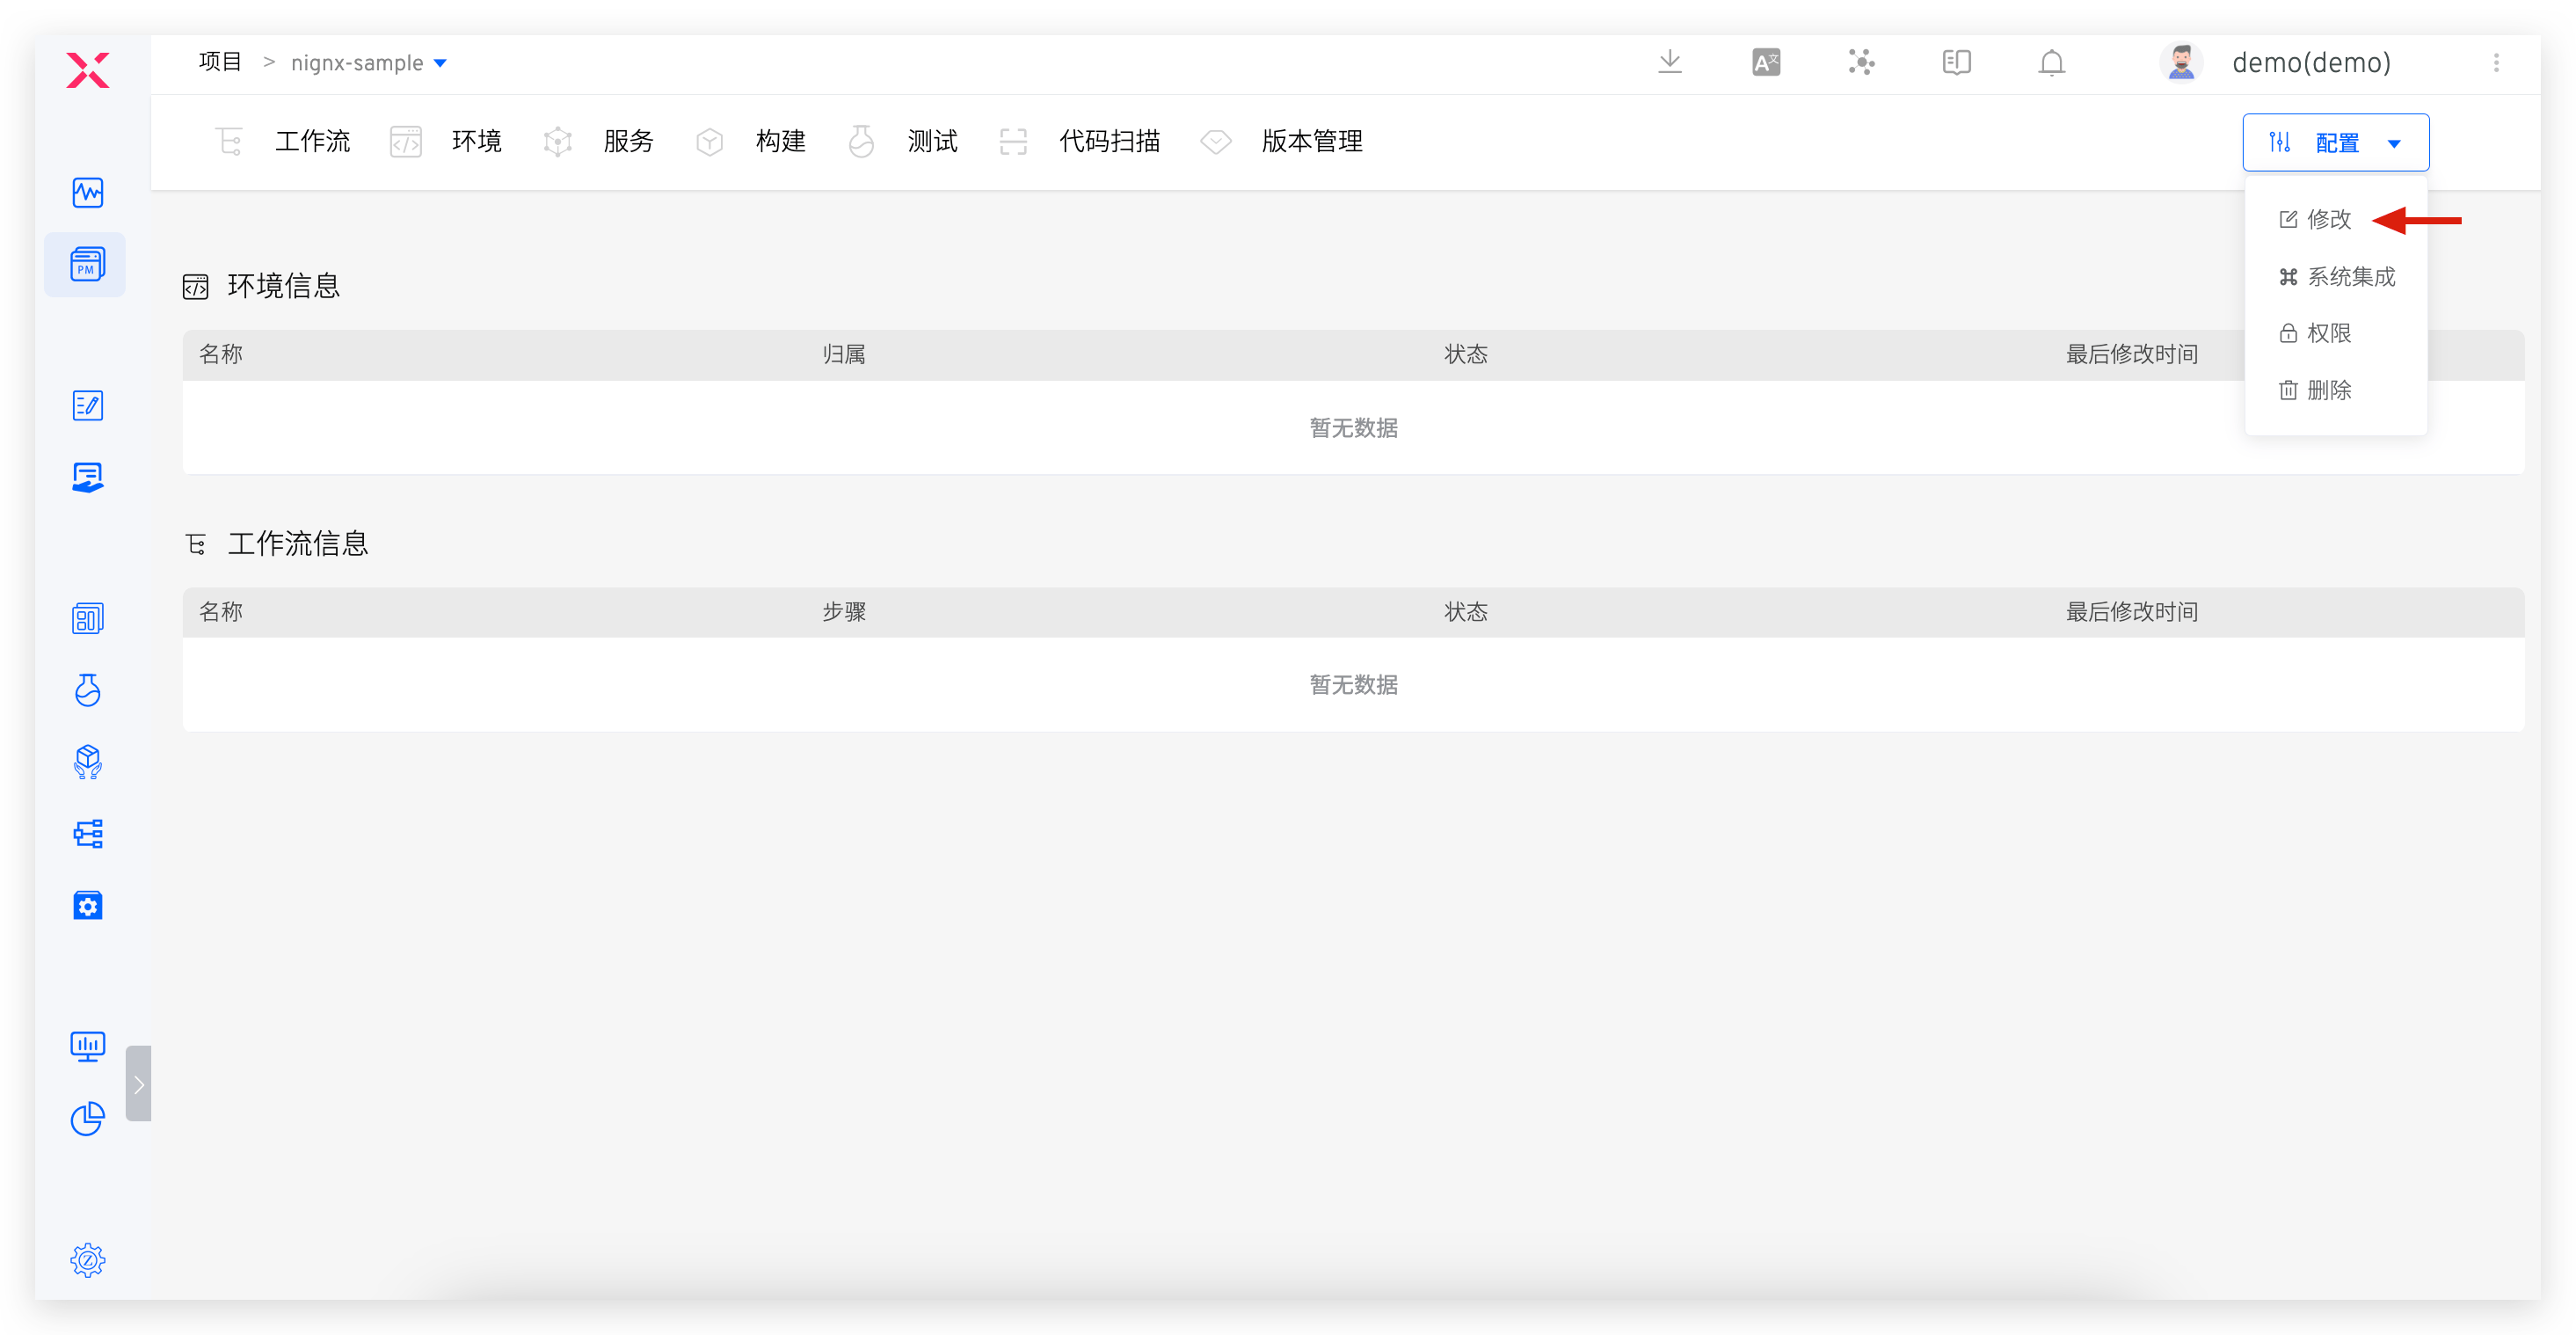 项目 > nignx-sample
demo(demo)
工作流 环境 服务 构建 测试 代码扫描 版本管理
配置
修改
系统集成
权限
删除
PM
环境信息
名称 归属 状态 最后修改时间
暂无数据
工作流信息
名称 步骤 状态 最后修改时间
暂无数据